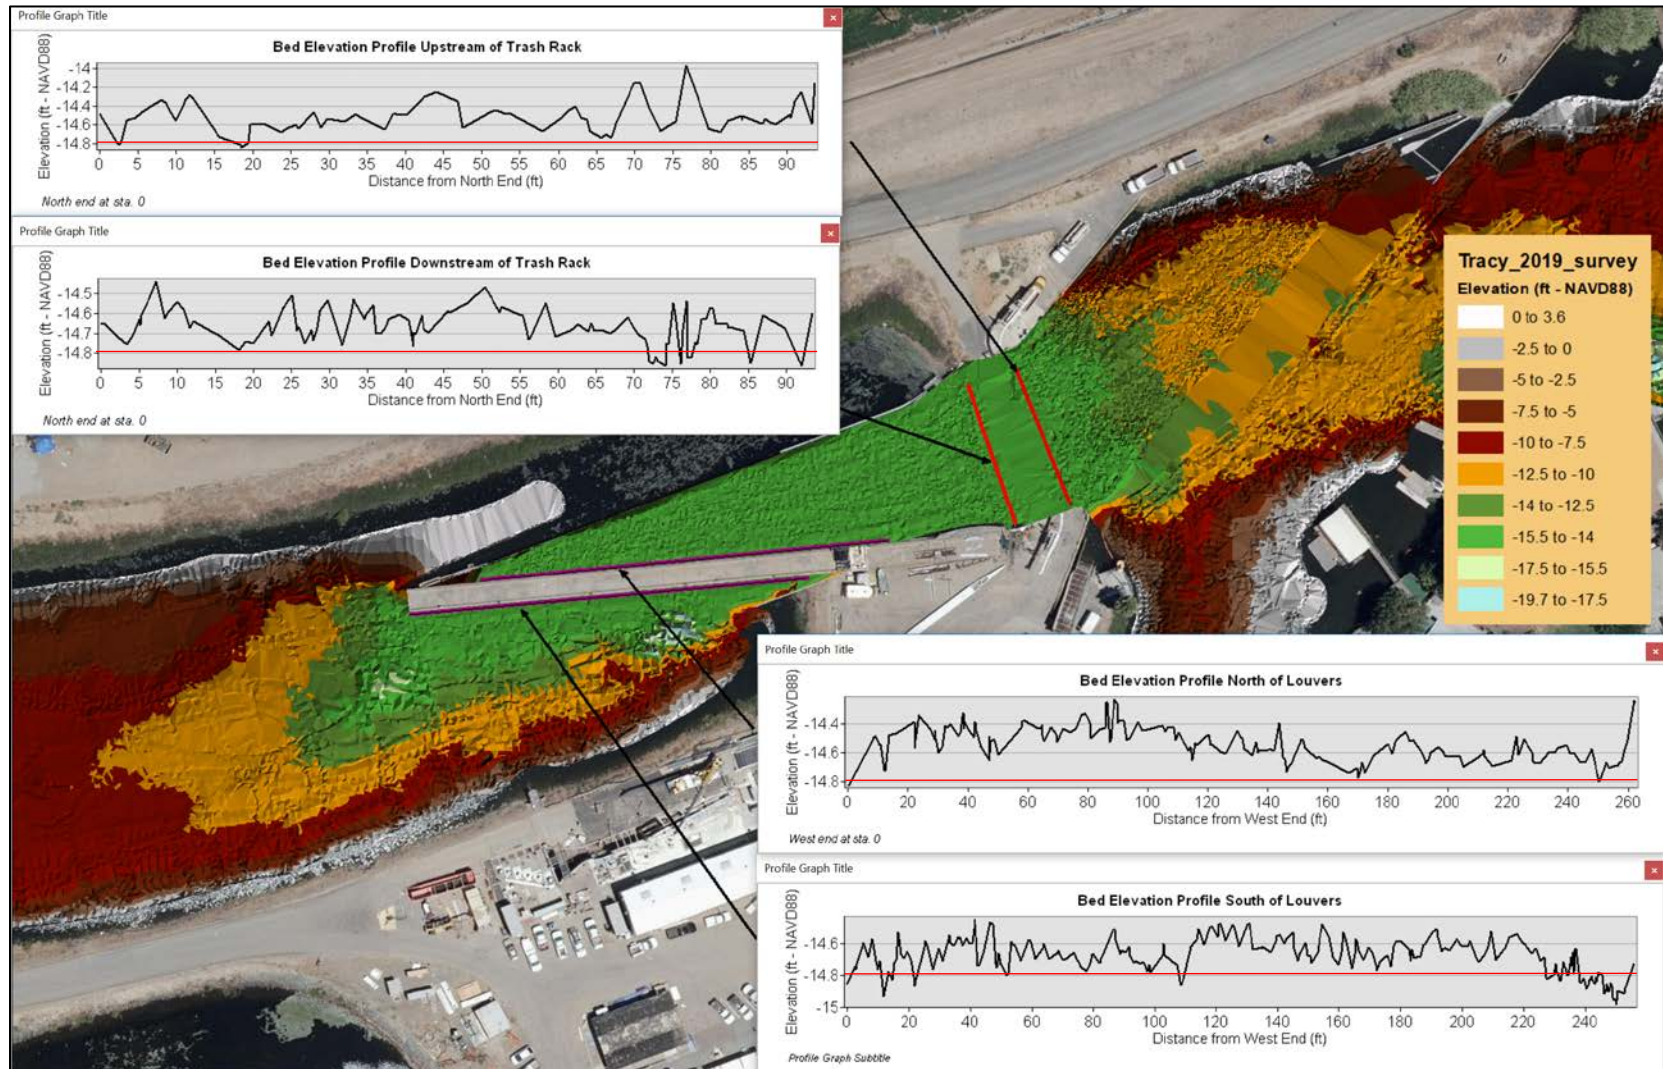 Profile Graph Title
Bed Elevation Profile Upstream of Trash Rack
Elevation (ft - NAVD88)
-14
-14.2
-14.4
-14.6
-14.8
0 5 10 15 20 25 30 35 40 45 50 55 60 65 70 75 80 85 90
Distance from North End (ft)
North end at sta. 0
Profile Graph Title
Bed Elevation Profile Downstream of Trash Rack
Elevation (ft - NAVD88)
-14.5
-14.6
-14.7
-14.8
0 5 10 15 20 25 30 35 40 45 50 55 60 65 70 75 80 85 90
Distance from North End (ft)
North end at sta. 0
Tracy_2019_survey
Elevation (ft - NAVD88)
0 to 3.6
-2.5 to 0
-5 to -2.5
-7.5 to -5
-10 to -7.5
-12.5 to -10
-14 to -12.5
-15.5 to -14
-17.5 to -15.5
-19.7 to -17.5
Profile Graph Title
Bed Elevation Profile North of Louvers
Elevation (ft - NAVD88)
-14.4
-14.6
-14.8
0 20 40 60 80 100 120 140 160 180 200 220 240 260
Distance from West End (ft)
West end at sta. 0
Profile Graph Title
Bed Elevation Profile South of Louvers
Elevation (ft - NAVD88)
-14.6
-14.8
-15
0 20 40 60 80 100 120 140 160 180 200 220 240
Distance from West End (ft)
Profile Graph Subtitle